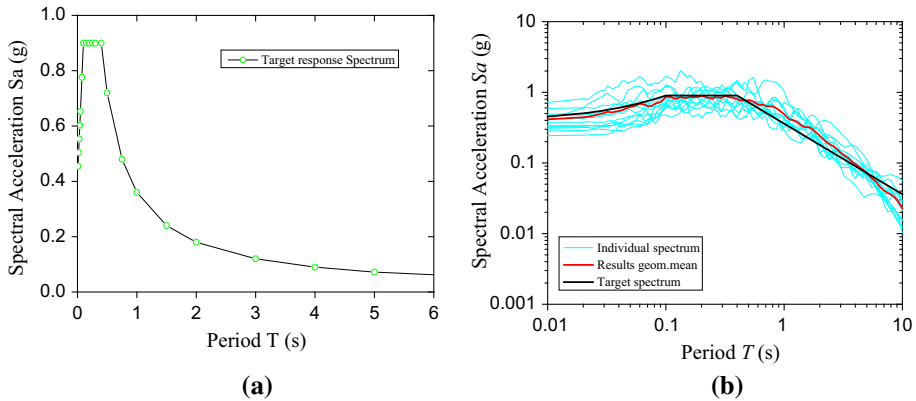 1.0
0.8
0.6
0.4
0.2
0.0
Spectral Acceleration Sa (g)
Target response Spectrum
0 1 2 3 4 5 6
Period T (s)
(a)
10
1
0.1
0.01
0.001
Spectral Acceleration Sa (g)
Individual spectrum
Results geom.mean
Target spectrum
0.01 0.1 1 10
Period T (s)
(b)